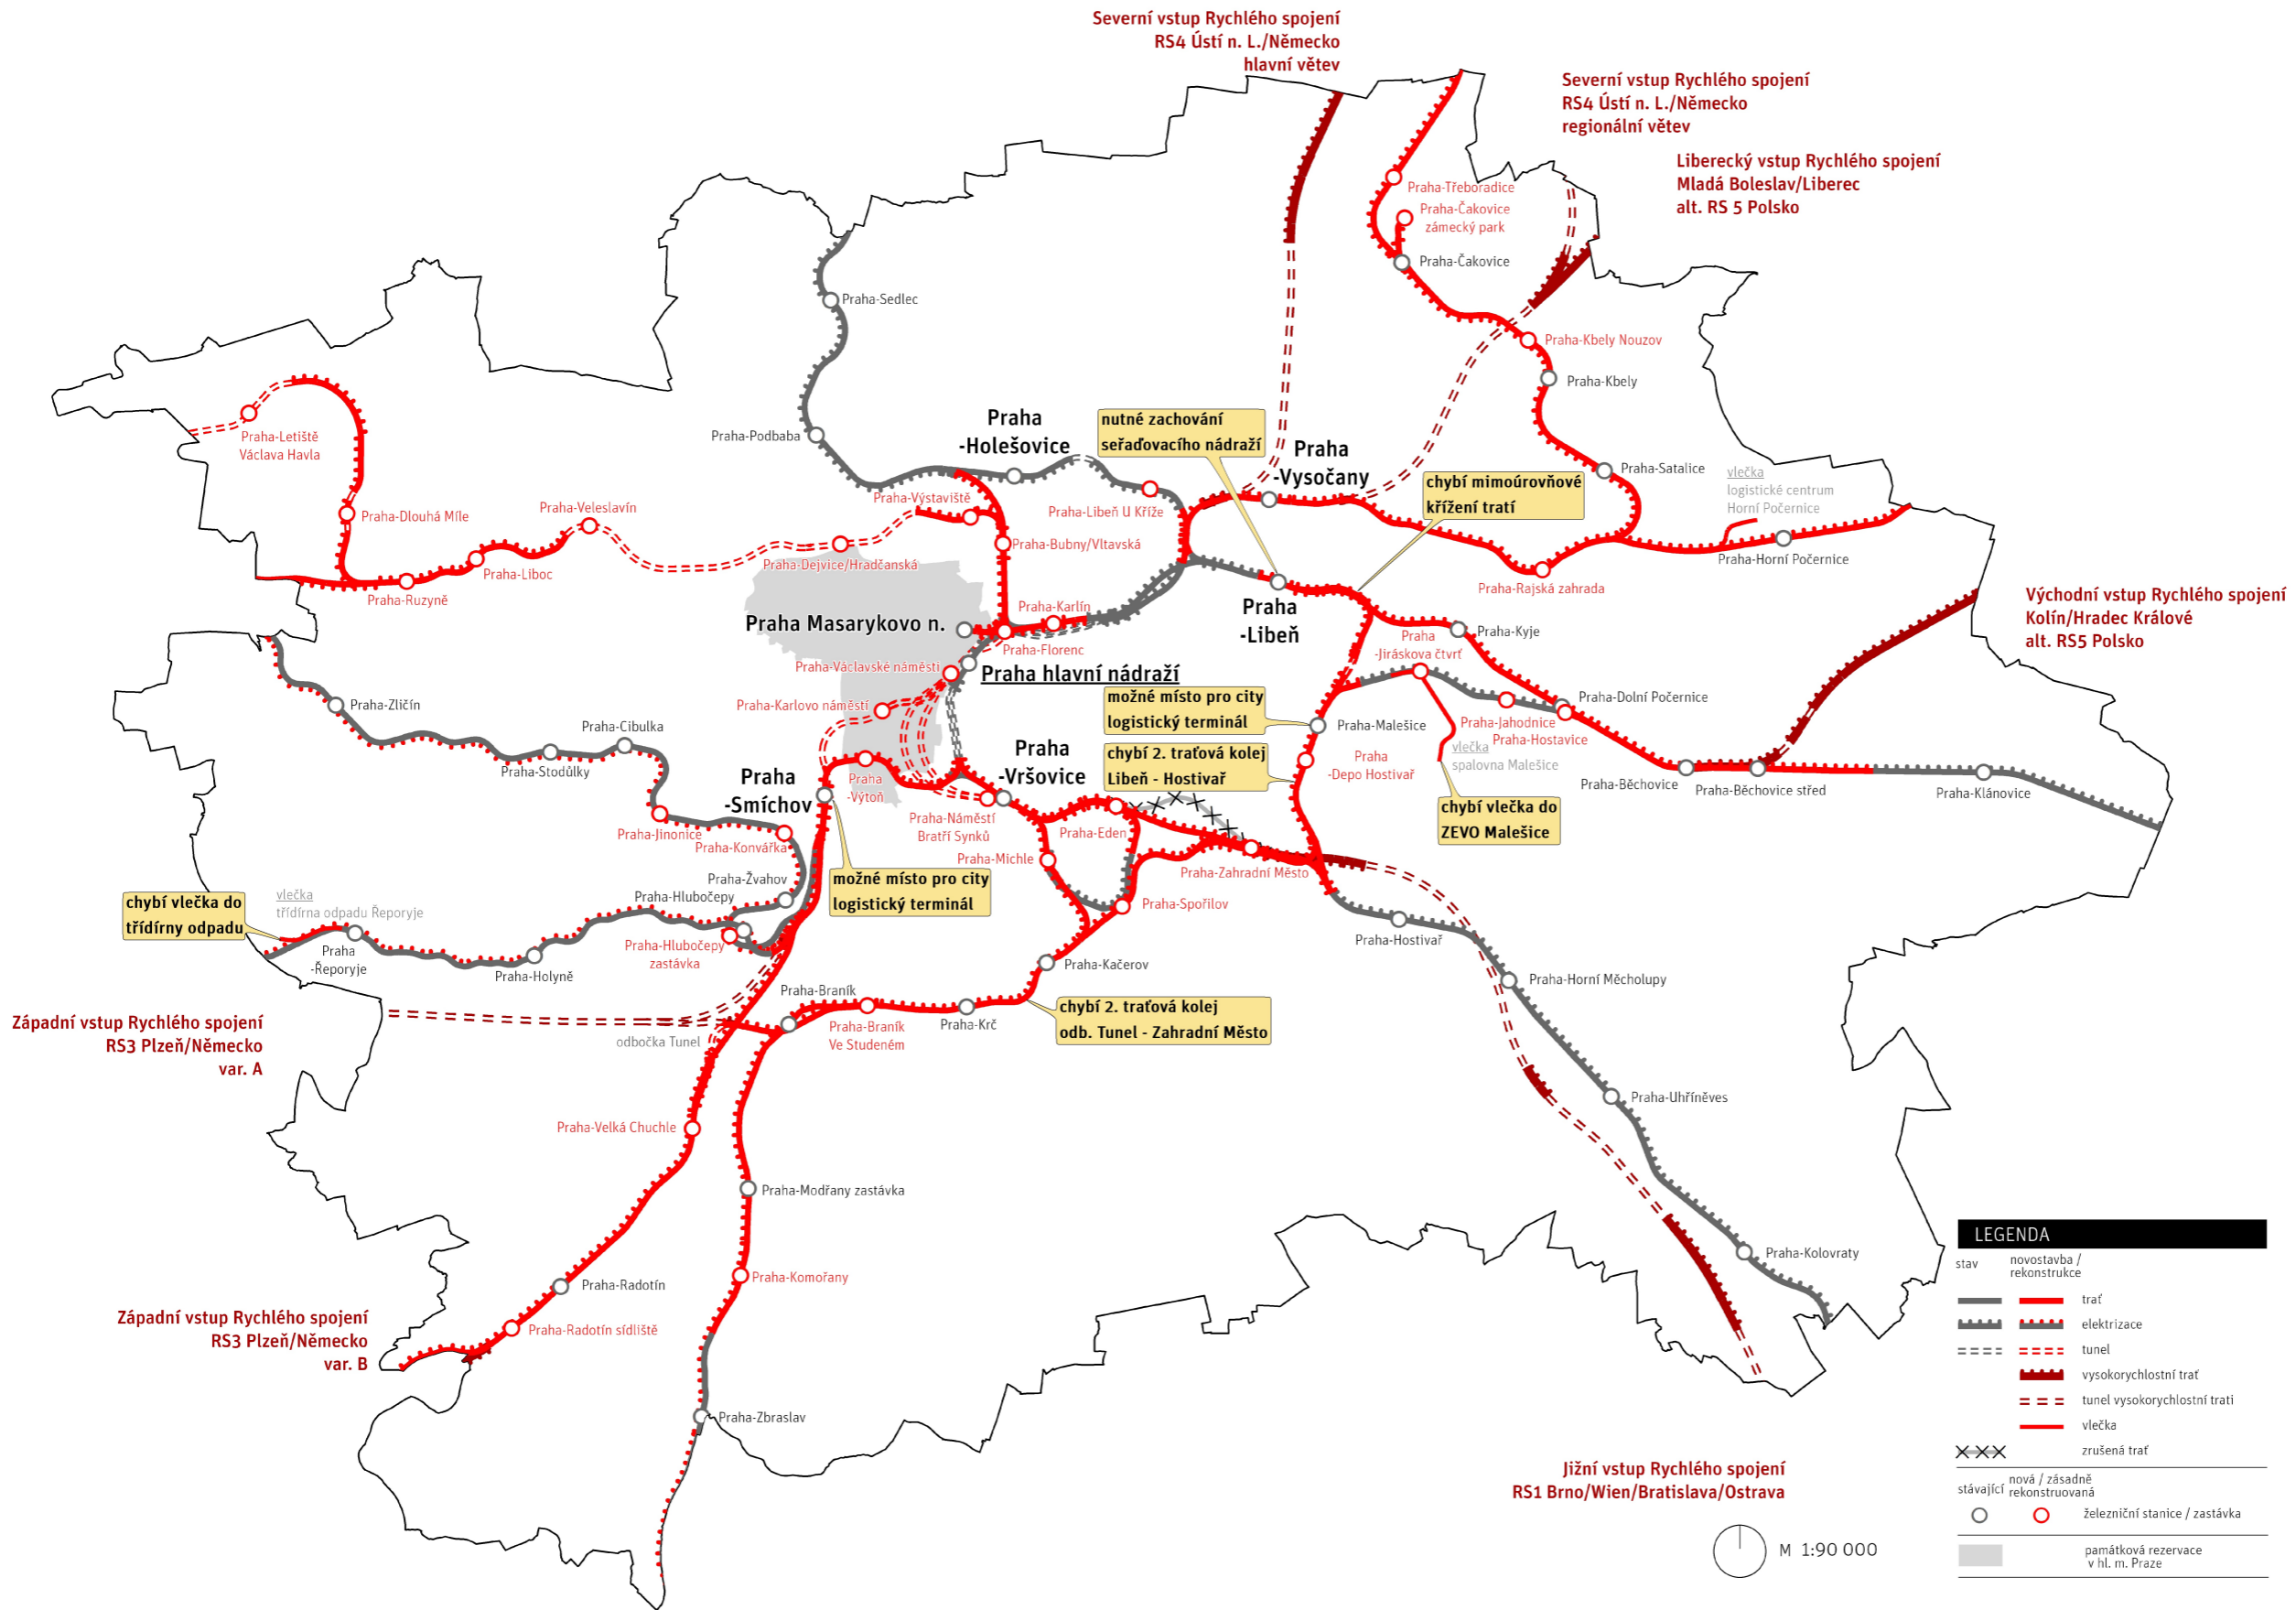 Severní vstup Rychlého spojení
RS4 Ústí n. L./Německo
hlavní větev
Severní vstup Rychlého spojení
RS4 Ústí n. L./Německo
regionální větev
Liberecký vstup Rychlého spojení
Mladá Boleslav/Liberec
alt. RS 5 Polsko
Praha-Třeboradice
Praha-Čakovice
zámecký park
Praha-Čakovice
Praha-Sedlec
Praha-Kbely Nouzov
Praha-Kbely
Praha-Podbaba
Praha
-Holešovice
nutné zachování
seřaďovacího nádraží
Praha
-Vysočany
Praha-Letiště
Václava Havla
Praha-Satalice
vlečka
logistické centrum
Horní Počernice
chybí mimoúrovňové
křížení tratí
Praha-Výstaviště
Praha-Veleslavín
Praha-Dlouhá Míle
Praha-Libeň U Kříže
Praha-Bubny/Vltavská
Praha-Horní Počernice
Praha-Dejvice/Hradčanská
Praha-Liboc
Praha-Ruzyně
Praha-Rajská zahrada
Praha-Karlín
Praha
-Libeň
Východní vstup Rychlého spojení
Kolín/Hradec Králové
alt. RS5 Polsko
Praha Masarykovo n.
Praha-Florenc
Praha-Kyje
Praha
-Jiráskova čtvrť
Praha-Václavské náměstí
Praha hlavní nádraží
možné místo pro city
logistický terminál
Praha-Dolní Počernice
Praha-Karlovo náměstí
Praha-Zličín
Praha-Cibulka
Praha-Malešice
Praha-Jahodnice
Praha-Hostavice
vlečka
spalovna Malešice
chybí 2. traťová kolej
Libeň - Hostivař
Praha
-Depo Hostivař
Praha
-Vršovice
Praha-Stodůlky
Praha
-Smíchov
Praha
-Výtoň
Praha-Běchovice
Praha-Běchovice střed
Praha-Klánovice
chybí vlečka do
ZEVO Malešice
Praha-Náměstí
Bratří Synků
Praha-Eden
Praha-Jinonice
Praha-Konvářka
Praha-Michle
Praha-Zahradní Město
možné místo pro city
logistický terminál
Praha-Žvahov
Praha-Hlubočepy
chybí vlečka do
třídírny odpadu
vlečka
třídírna odpadu Řeporyje
Praha-Spořilov
Praha-Hlubočepy
zastávka
Praha
-Řeporyje
Praha-Holyně
Praha-Hostivař
Praha-Kačerov
Praha-Horní Měcholupy
Praha-Braník
chybí 2. traťová kolej
odb. Tunel - Zahradní Město
Praha-Krč
Praha-Braník
Ve Studeném
odbočka Tunel
Západní vstup Rychlého spojení
RS3 Plzeň/Německo
var. A
Praha-Uhříněves
Praha-Velká Chuchle
Praha-Modřany zastávka
Praha-Kolovraty
Praha-Komořany
Praha-Radotín
Praha-Radotín sídliště
Západní vstup Rychlého spojení
RS3 Plzeň/Německo
var. B
Praha-Zbraslav
Jižní vstup Rychlého spojení
RS1 Brno/Wien/Bratislava/Ostrava
M 1:90 000
LEGENDA
stav
novostavba /
rekonstrukce
trať
elektrizace
tunel
vysokorychlostní trať
tunel vysokorychlostní trati
vlečka
zrušená trať
stávající
nová / zásadně
rekonstruovaná
železniční stanice / zastávka
památková rezervace
v hl. m. Praze